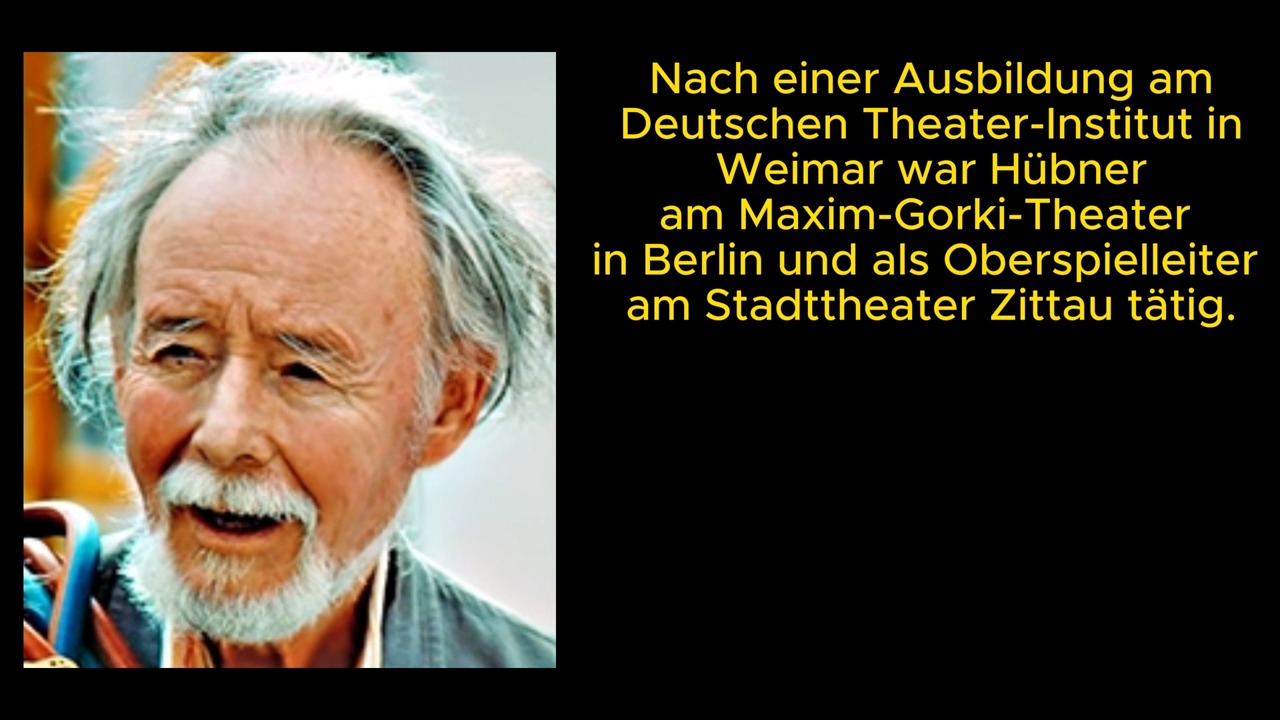 Nach einer Ausbildung am
Deutschen Theater-Institut in
Weimar war Hübner
am Maxim-Gorki-Theater
in Berlin und als Oberspielleiter
am Stadttheater Zittau tätig.